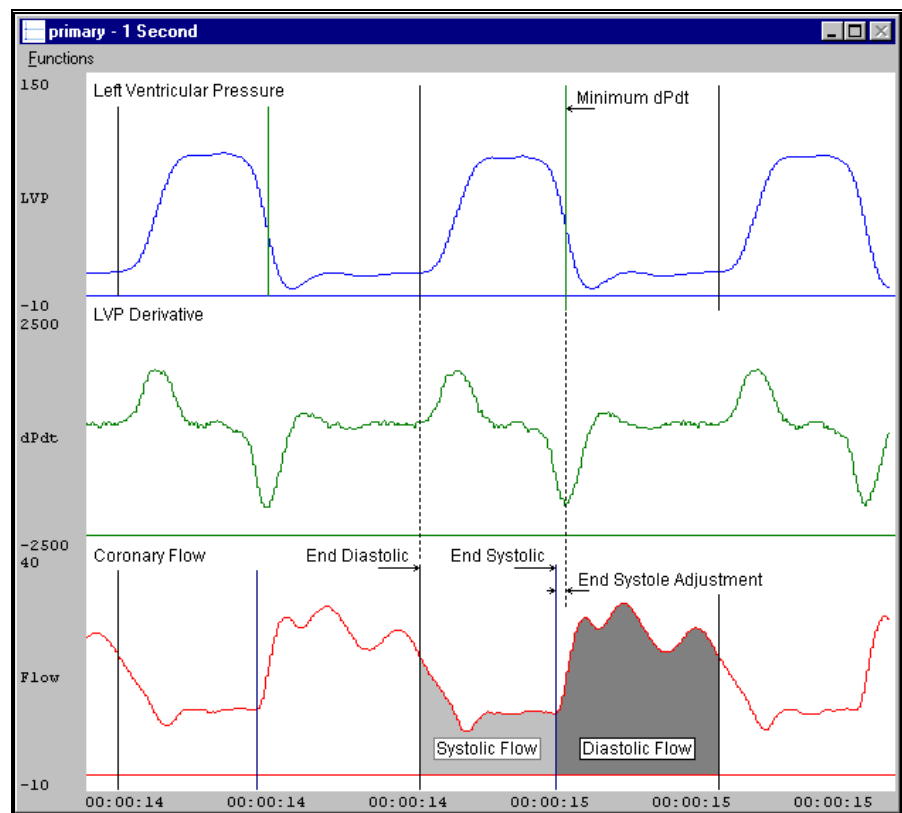 primary - 1 Second
Functions
150
Left Ventricular Pressure
Minimum dPdt
LVP
-10
2500
LVP Derivative
dPdt
-2500
40
Coronary Flow
End Diastolic
End Systolic
End Systole Adjustment
Flow
Systolic Flow
Diastolic Flow
-10
00:00:14 00:00:14 00:00:14 00:00:15 00:00:15 00:00:15